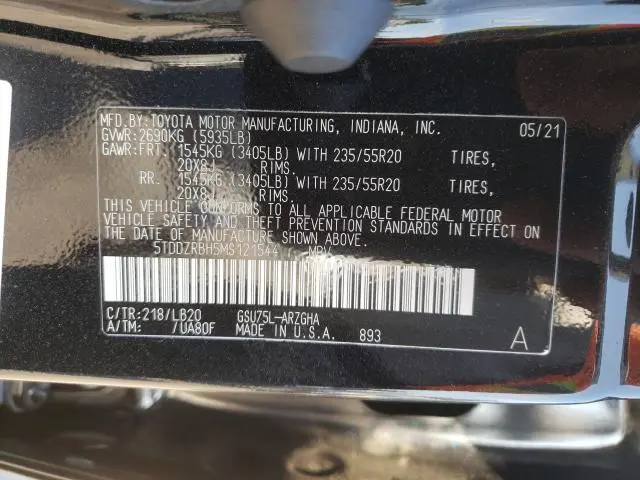 MFD.BY:TOYOTA MOTOR MANUFACTURING, INDIANA, INC. 05/21
GVWR:2690KG (5935LB)
GAWR:FRT. 1545KG (3405LB) WITH 235/55R20 TIRES,
20X8J RIMS.
RR. 1545KG (3405LB) WITH 235/55R20 TIRES,
20X8J RIMS.
THIS VEHICLE CONFORMS TO ALL APPLICABLE FEDERAL MOTOR
VEHICLE SAFETY AND THEFT PREVENTION STANDARDS IN EFFECT ON
THE DATE OF MANUFACTURE SHOWN ABOVE.
5TDDZRBH5MS121544 MPV
C/TR:218/LB20 GSU75L-ARZGHA
A/TM: /UA80F MADE IN U.S.A. 893 A